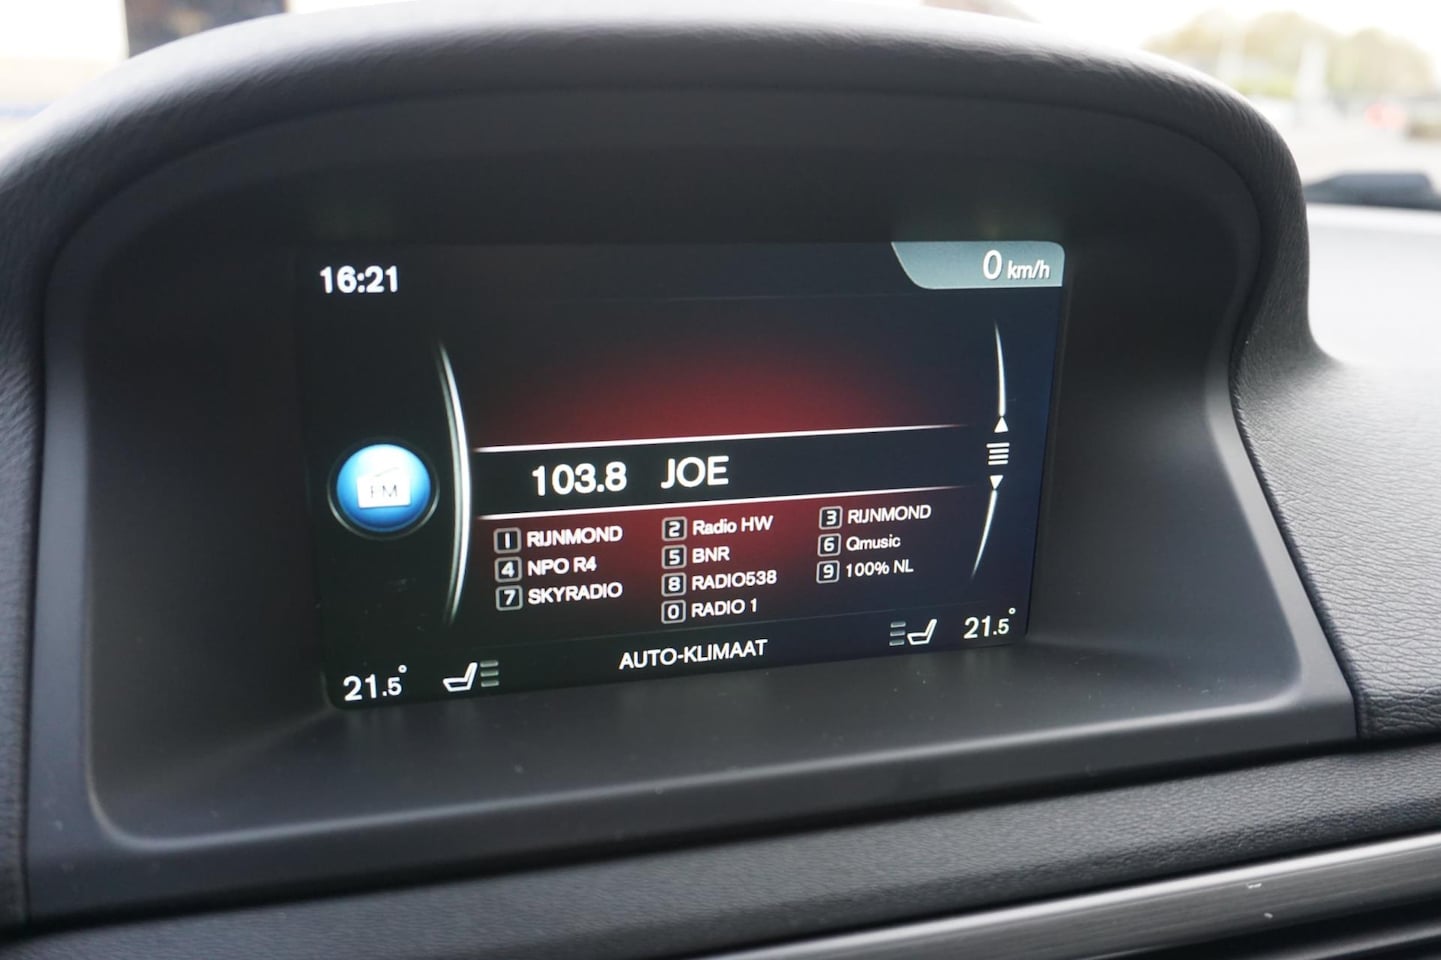 16:21
0 km/h
FM
103.8 JOE
1 RIJNMOND 2 Radio HW 3 RIJNMOND
4 NPO R4 5 BNR 6 Qmusic
7 SKYRADIO 8 RADIO538 9 100% NL
0 RADIO 1
21.5° AUTO-KLIMAAT 21.5°